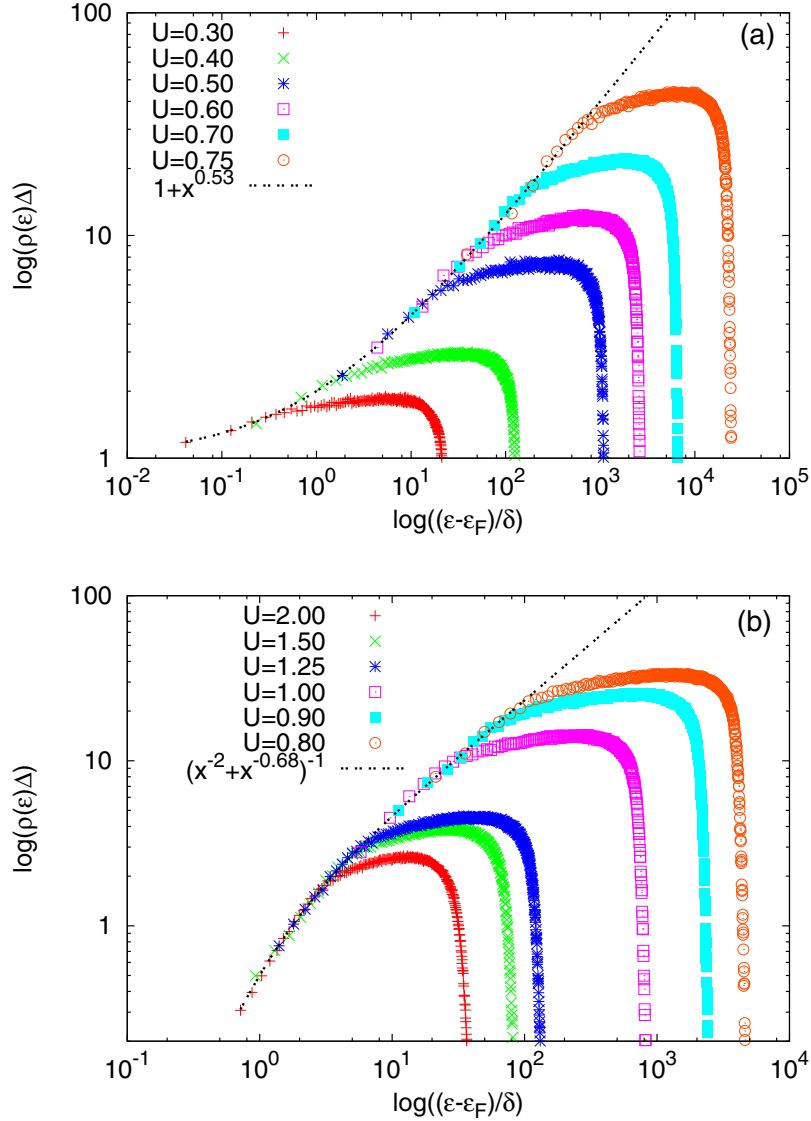 (a)
U=0.30
U=0.40
U=0.50
U=0.60
U=0.70
U=0.75
1+x^0.53
100
10
1
log(ρ(ε)Δ)
10^-2 10^-1 10^0 10^1 10^2 10^3 10^4 10^5
log((ε-ε_F)/δ)
(b)
U=2.00
U=1.50
U=1.25
U=1.00
U=0.90
U=0.80
(x^-2+x^-0.68)^-1
100
10
1
log(ρ(ε)Δ)
10^-1 10^0 10^1 10^2 10^3 10^4
log((ε-ε_F)/δ)